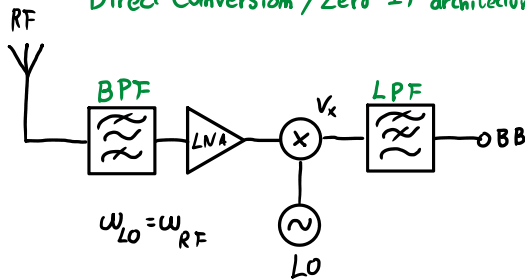 Direct Conversion / Zero IF architecture
RF
BPF
LNA
Vx
LPF
BB
X
ωLO = ωRF
LO